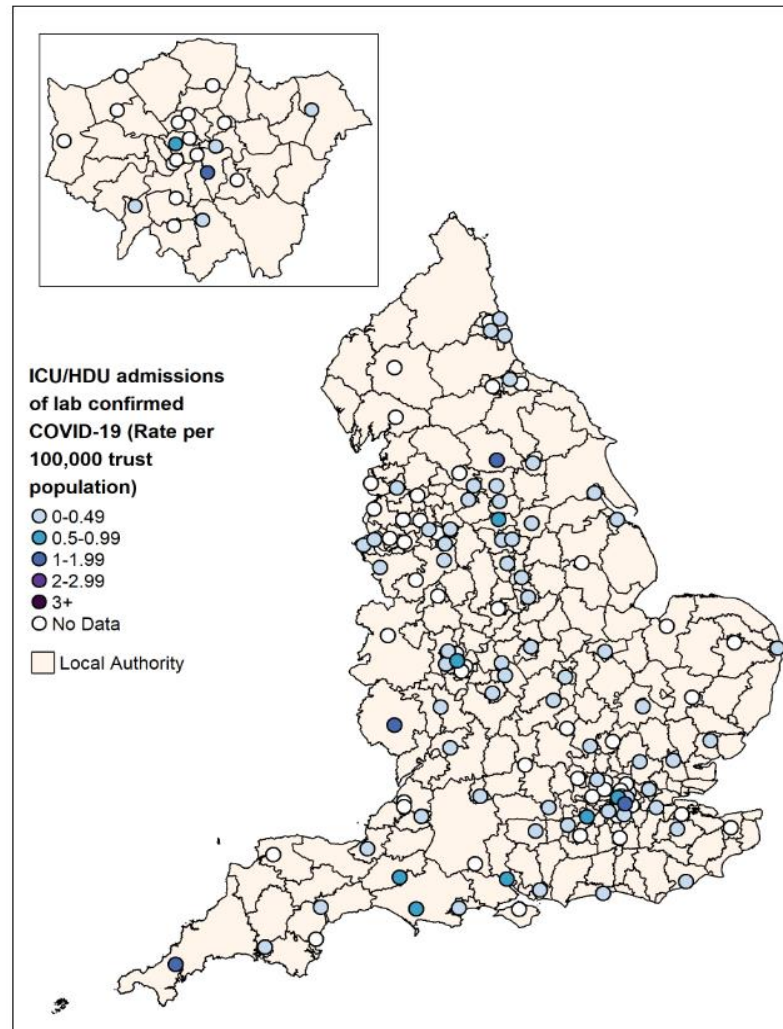 ICU/HDU admissions
of lab confirmed
COVID-19 (Rate per
100,000 trust
population)
0-0.49
0.5-0.99
1-1.99
2-2.99
3+
No Data
Local Authority